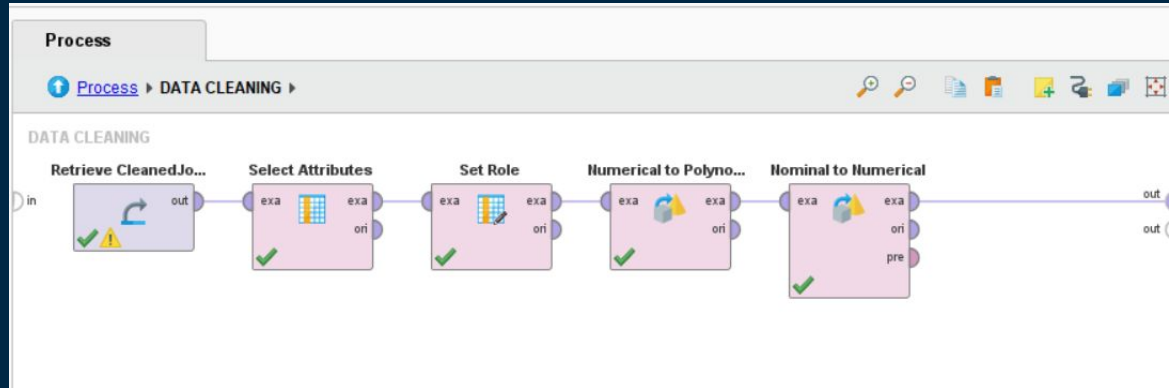 Process
Process ▸ DATA CLEANING ▸
DATA CLEANING
Retrieve CleanedJo... Select Attributes Set Role Numerical to Polyno... Nominal to Numerical
in out exa exa exa exa exa exa exa exa out
ori ori ori ori out
pre